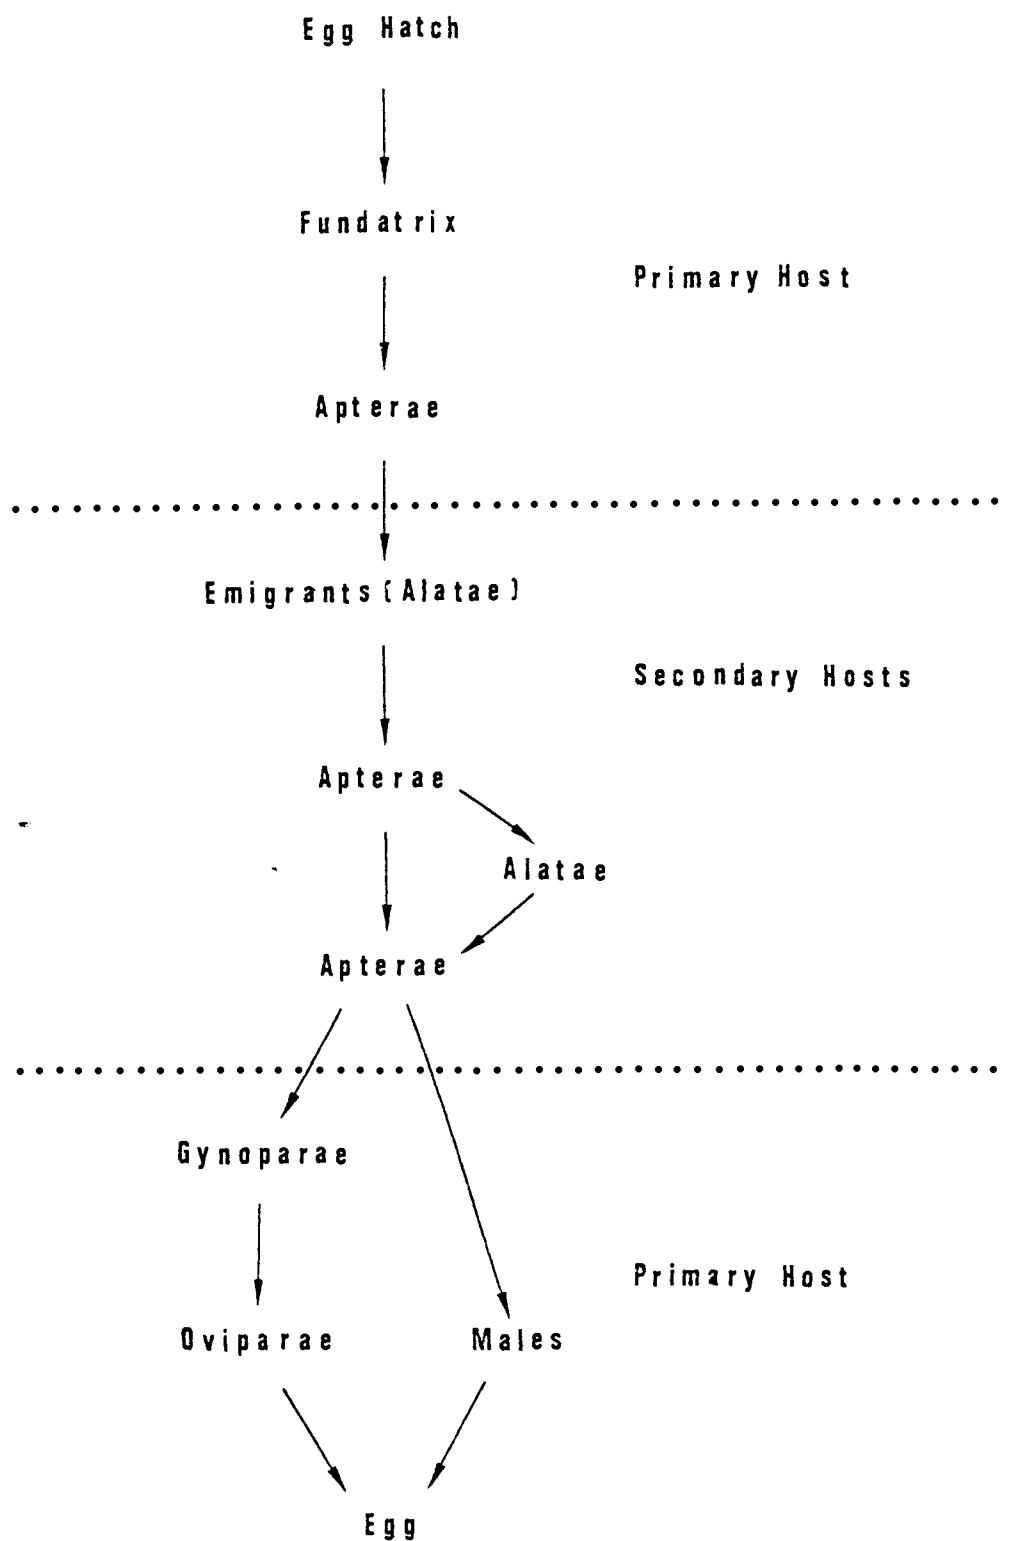 Egg Hatch
Fundatrix
Primary Host
Apterae
Emigrants (Alatae)
Secondary Hosts
Apterae
Alatae
Apterae
Gynoparae
Primary Host
Oviparae Males
Egg